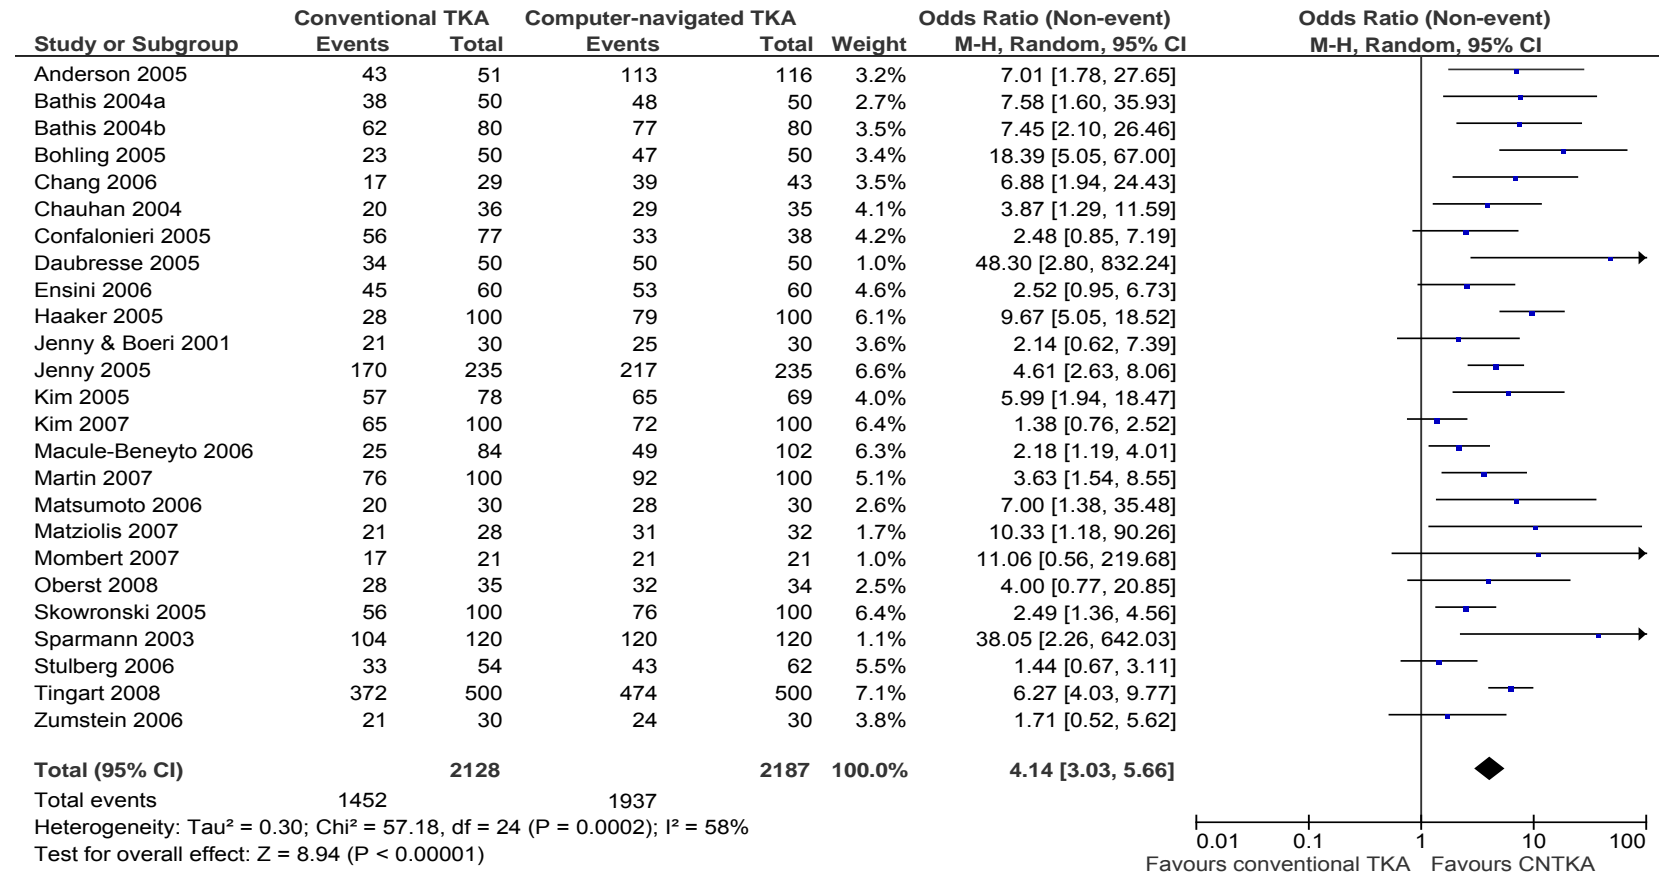 Conventional TKA Computer-navigated TKA Odds Ratio (Non-event) Odds Ratio (Non-event)
Study or Subgroup Events Total Events Total Weight M-H, Random, 95% CI M-H, Random, 95% CI
Anderson 2005 43 51 113 116 3.2% 7.01 [1.78, 27.65]
Bathis 2004a 38 50 48 50 2.7% 7.58 [1.60, 35.93]
Bathis 2004b 62 80 77 80 3.5% 7.45 [2.10, 26.46]
Bohling 2005 23 50 47 50 3.4% 18.39 [5.05, 67.00]
Chang 2006 17 29 39 43 3.5% 6.88 [1.94, 24.43]
Chauhan 2004 20 36 29 35 4.1% 3.87 [1.29, 11.59]
Confalonieri 2005 56 77 33 38 4.2% 2.48 [0.85, 7.19]
Daubresse 2005 34 50 50 50 1.0% 48.30 [2.80, 832.24]
Ensini 2006 45 60 53 60 4.6% 2.52 [0.95, 6.73]
Haaker 2005 28 100 79 100 6.1% 9.67 [5.05, 18.52]
Jenny & Boeri 2001 21 30 25 30 3.6% 2.14 [0.62, 7.39]
Jenny 2005 170 235 217 235 6.6% 4.61 [2.63, 8.06]
Kim 2005 57 78 65 69 4.0% 5.99 [1.94, 18.47]
Kim 2007 65 100 72 100 6.4% 1.38 [0.76, 2.52]
Macule-Beneyto 2006 25 84 49 102 6.3% 2.18 [1.19, 4.01]
Martin 2007 76 100 92 100 5.1% 3.63 [1.54, 8.55]
Matsumoto 2006 20 30 28 30 2.6% 7.00 [1.38, 35.48]
Matziolis 2007 21 28 31 32 1.7% 10.33 [1.18, 90.26]
Mombert 2007 17 21 21 21 1.0% 11.06 [0.56, 219.68]
Oberst 2008 28 35 32 34 2.5% 4.00 [0.77, 20.85]
Skowronski 2005 56 100 76 100 6.4% 2.49 [1.36, 4.56]
Sparmann 2003 104 120 120 120 1.1% 38.05 [2.26, 642.03]
Stulberg 2006 33 54 43 62 5.5% 1.44 [0.67, 3.11]
Tingart 2008 372 500 474 500 7.1% 6.27 [4.03, 9.77]
Zumstein 2006 21 30 24 30 3.8% 1.71 [0.52, 5.62]
Total (95% CI) 2128 2187 100.0% 4.14 [3.03, 5.66]
Total events 1452 1937
Heterogeneity: Tau² = 0.30; Chi² = 57.18, df = 24 (P = 0.0002); I² = 58%
Test for overall effect: Z = 8.94 (P < 0.00001)
0.01 0.1 1 10 100
Favours conventional TKA Favours CNTKA